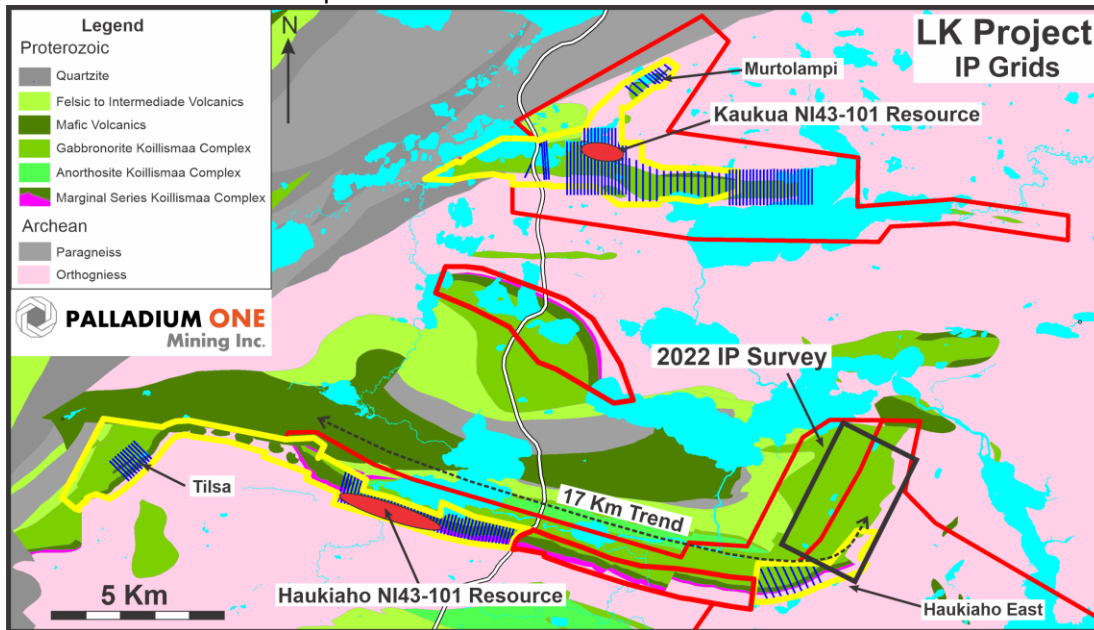 Legend
Proterozoic
Quartzite
Felsic to Intermediade Volcanics
Mafic Volcanics
Gabbronorite Koillismaa Complex
Anorthosite Koillismaa Complex
Marginal Series Koillismaa Complex
Archean
Paragneiss
Orthogniess
PALLADIUM ONE
Mining Inc.
N
LK Project
IP Grids
Murtolampi
Kaukua NI43-101 Resource
2022 IP Survey
Tilsa
17 Km Trend
Haukiaho NI43-101 Resource
Haukiaho East
5 Km